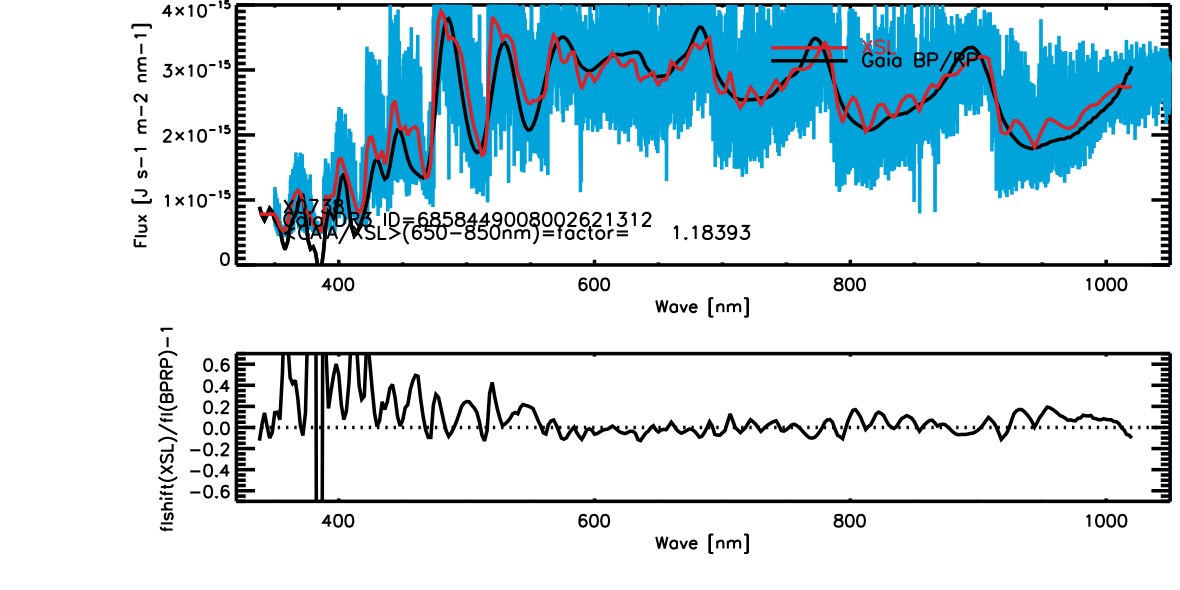 4×10−15
3×10−15
2×10−15
1×10−15
0
Flux [J s−1 m−2 nm−1]
XSL
Gaia BP/RP
X0738
Gaia DR3 ID=6858449008002621312
<GAIA/XSL>(650−850nm)=factor= 1.18393
400 600 800 1000
Wave [nm]
flshift(XSL)/fl(BPRP)−1
0.6
0.4
0.2
0.0
−0.2
−0.4
−0.6
400 600 800 1000
Wave [nm]